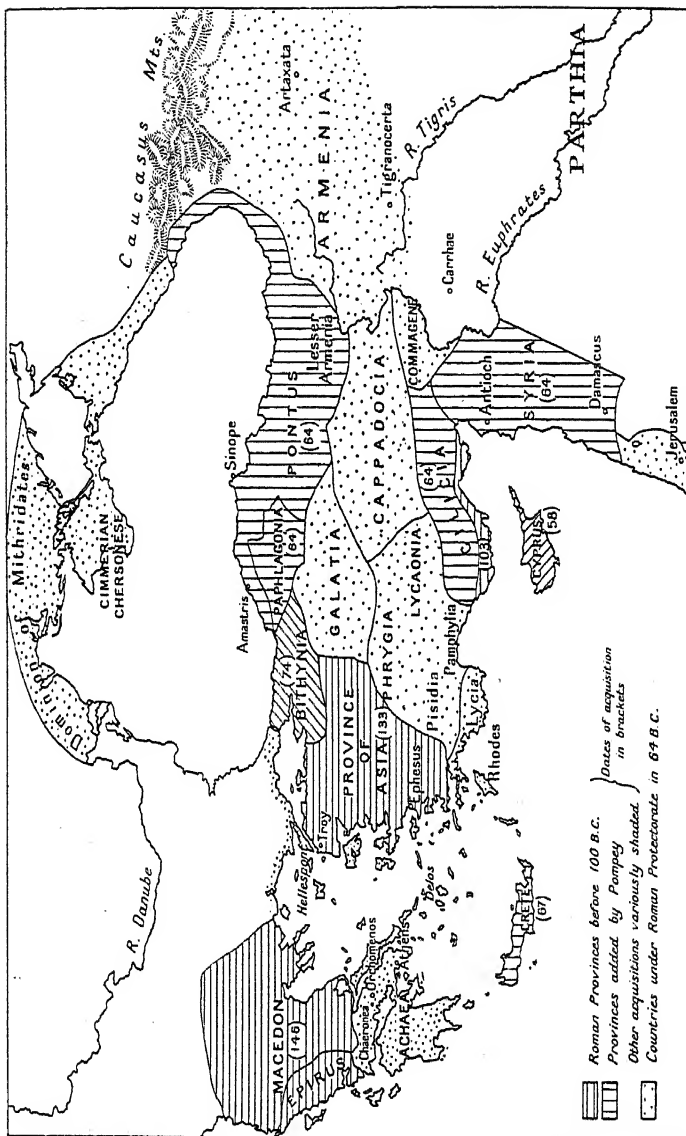 Caucasus Mts
Artaxata
ARMENIA
Tigranocerta
R. Tigris
PARTHIA
Carrhae
R. Euphrates
Dominion of Mithridates
CIMMERIAN
CHERSONESE
Sinope
Lesser
Armenia
PONTUS
(64)
COMMAGENE
CAPPADOCIA
Antioch
SYRIA
(64)
Damascus
Jerusalem
Amastris
PAPHLAGONIA
(64)
GALATIA
LYCAONIA
CILICIA
(64)
(103)
CYPRUS
(58)
BITHYNIA
(74)
PHRYGIA
Pamphylia
Pisidia
Lycia
Rhodes
PROVINCE
OF
ASIA (133)
Ephesus
Troy
Hellespont
R. Danube
Delos
MACEDON
(146)
EPIRUS
Orchomenos
Chaeronea
Athens
ACHAEA
CRETE
(67)
Roman Provinces before 100 B.C.
Provinces added by Pompey
Dates of acquisition
in brackets
Other acquisitions variously shaded.
Countries under Roman Protectorate in 64 B.C.